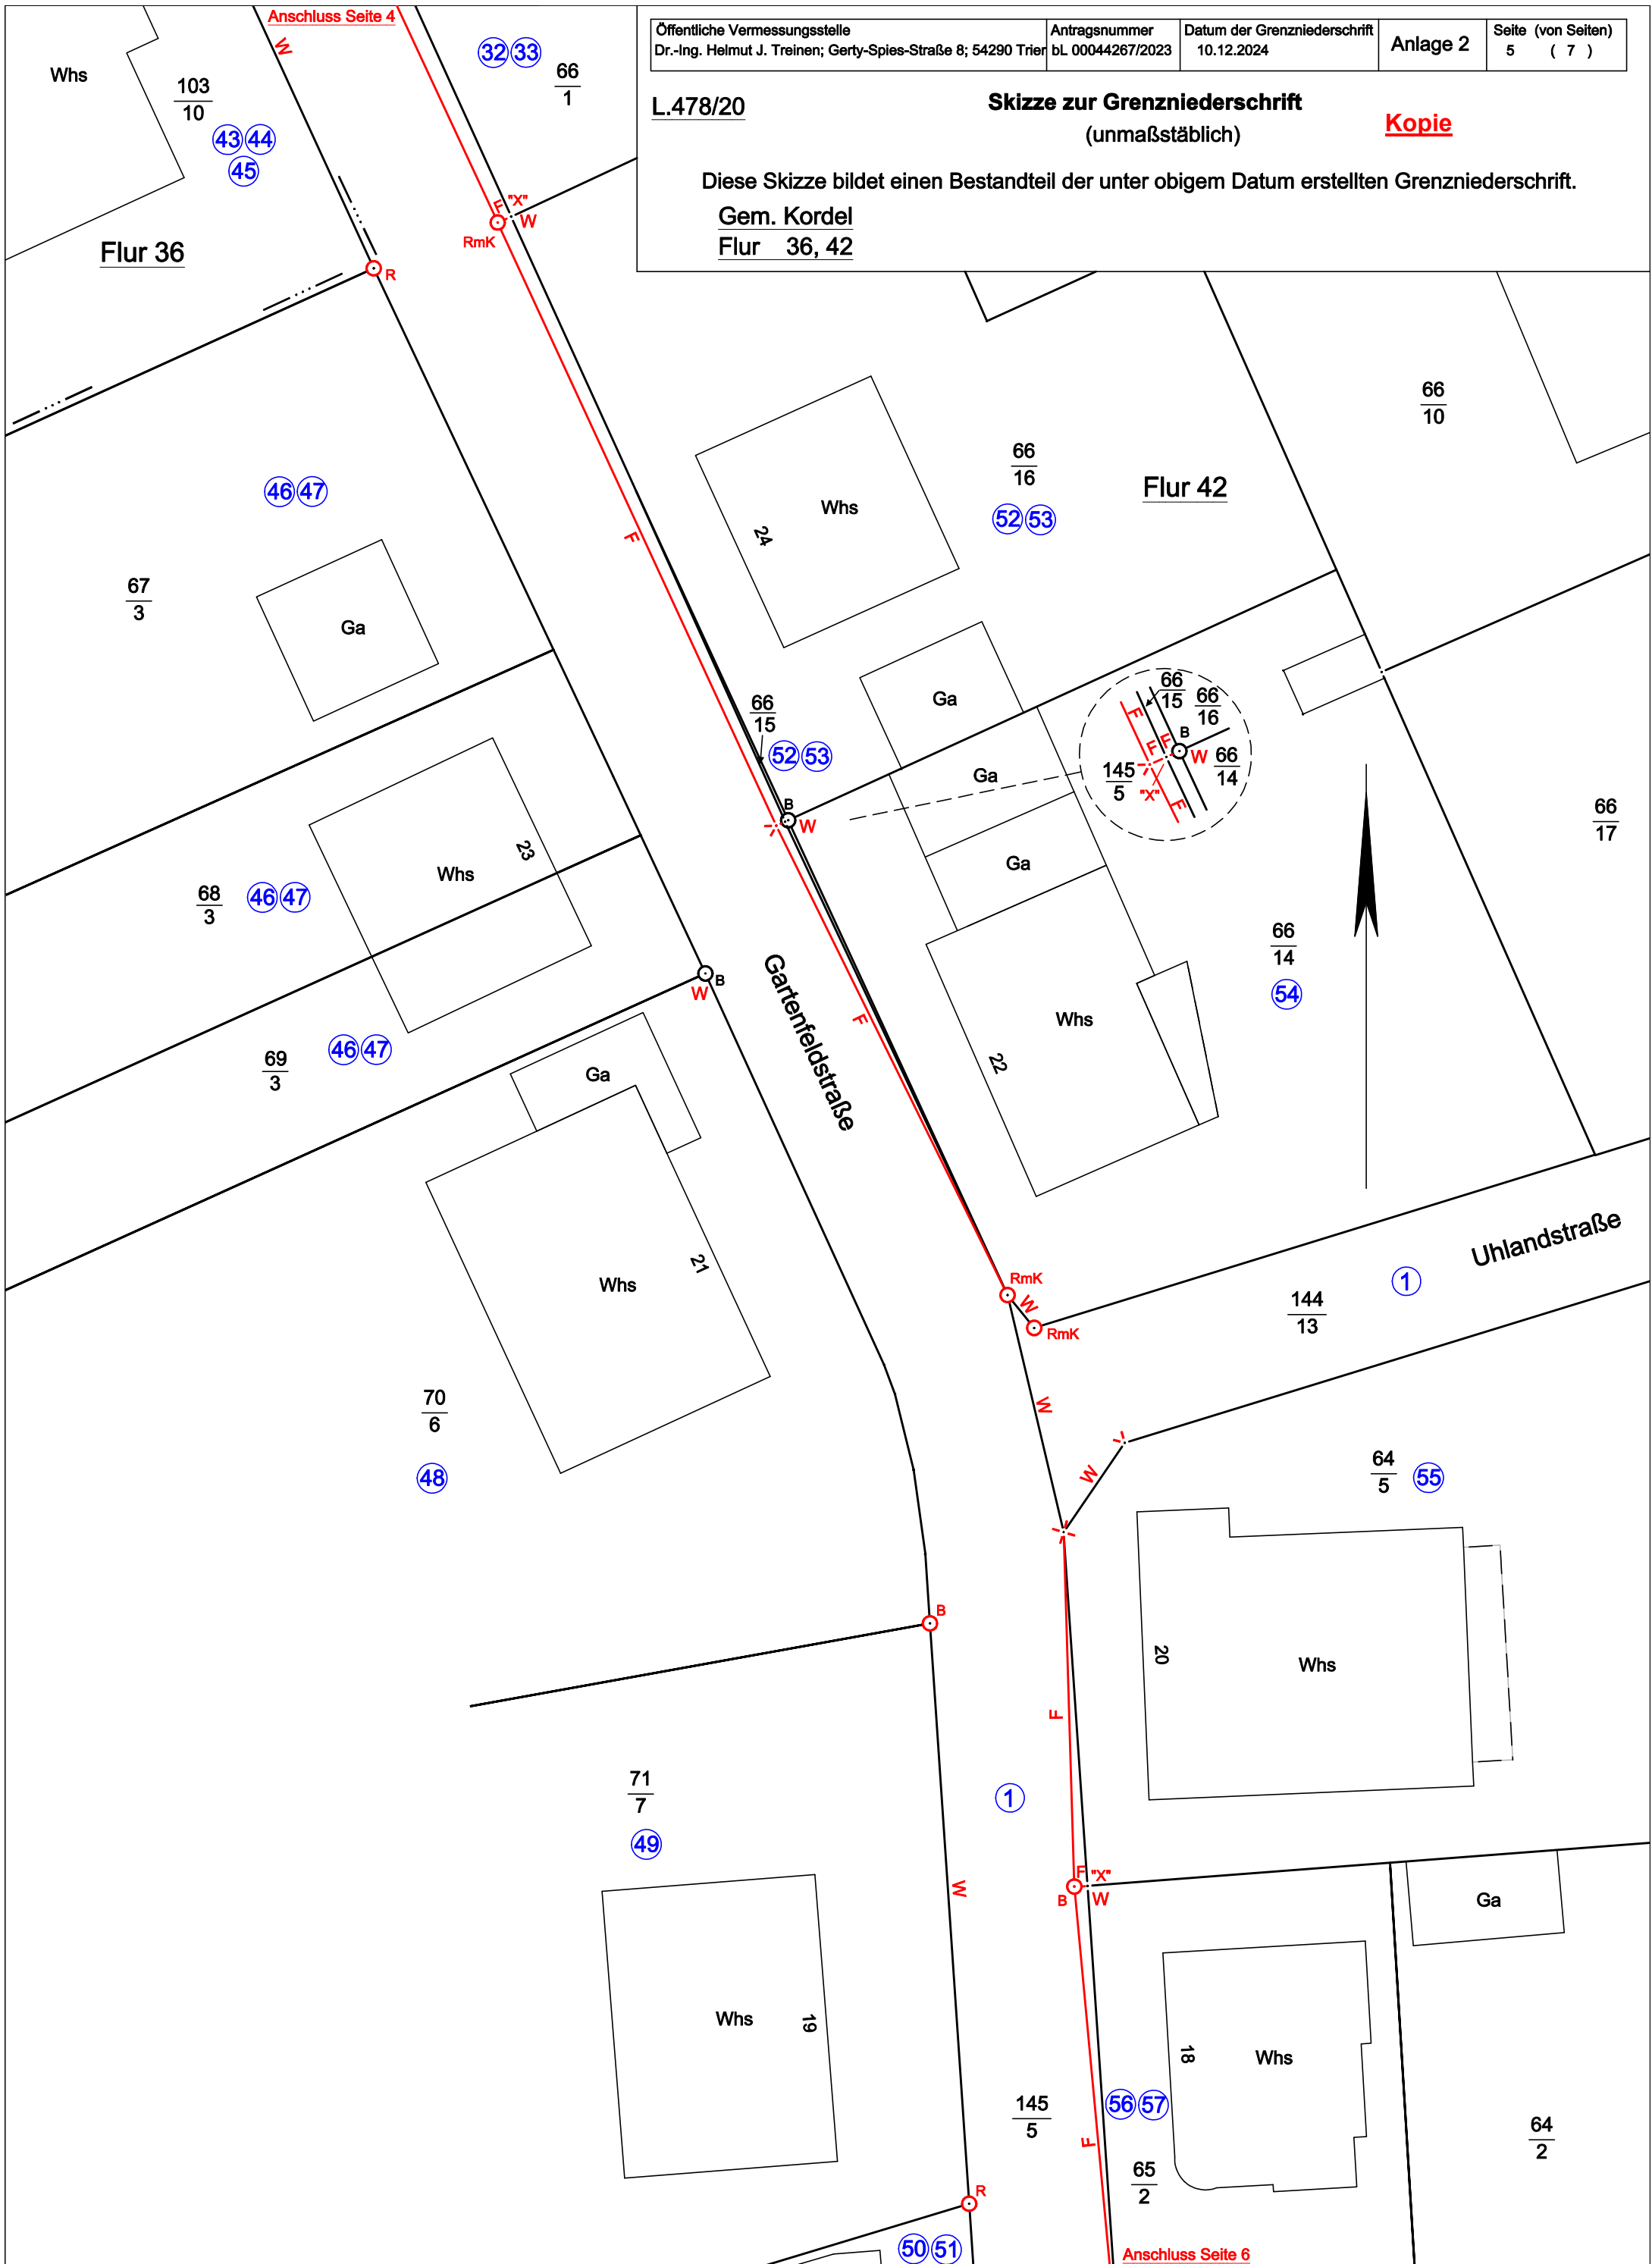 Anschluss Seite 4
Öffentliche Vermessungsstelle
Dr.-Ing. Helmut J. Treinen; Gerty-Spies-Straße 8; 54290 Trier
Antragsnummer
bL 00044267/2023
Datum der Grenzniederschrift
10.12.2024
Anlage 2
Seite (von Seiten)
5 ( 7 )
L.478/20
Skizze zur Grenzniederschrift
(unmaßstäblich)
Kopie
Diese Skizze bildet einen Bestandteil der unter obigem Datum erstellten Grenzniederschrift.
Gem. Kordel
Flur 36, 42
W
32 33
66
1
Whs
103
10
43 44
45
F "X"
W
RmK
Flur 36
R
66
10
66
16
Flur 42
46 47
Whs
24
52 53
F
67
3
Ga
66
15
52 53
Ga
66
15
66
16
F
F F
B
W
66
14
145
5
"X"
F
Ga
B
W
66
17
23
Whs
68
3
46 47
Ga
66
14
54
B
W
Gartenfeldstraße
F
Whs
22
69
3
46 47
Ga
Uhlandstraße
21
Whs
RmK
W
RmK
1
144
13
70
6
48
W
W
64
5
55
B
20
Whs
F
71
7
49
1
W
F "X"
B W
Ga
Whs
19
18
Whs
145
5
56 57
F
64
2
65
2
R
50 51
Anschluss Seite 6